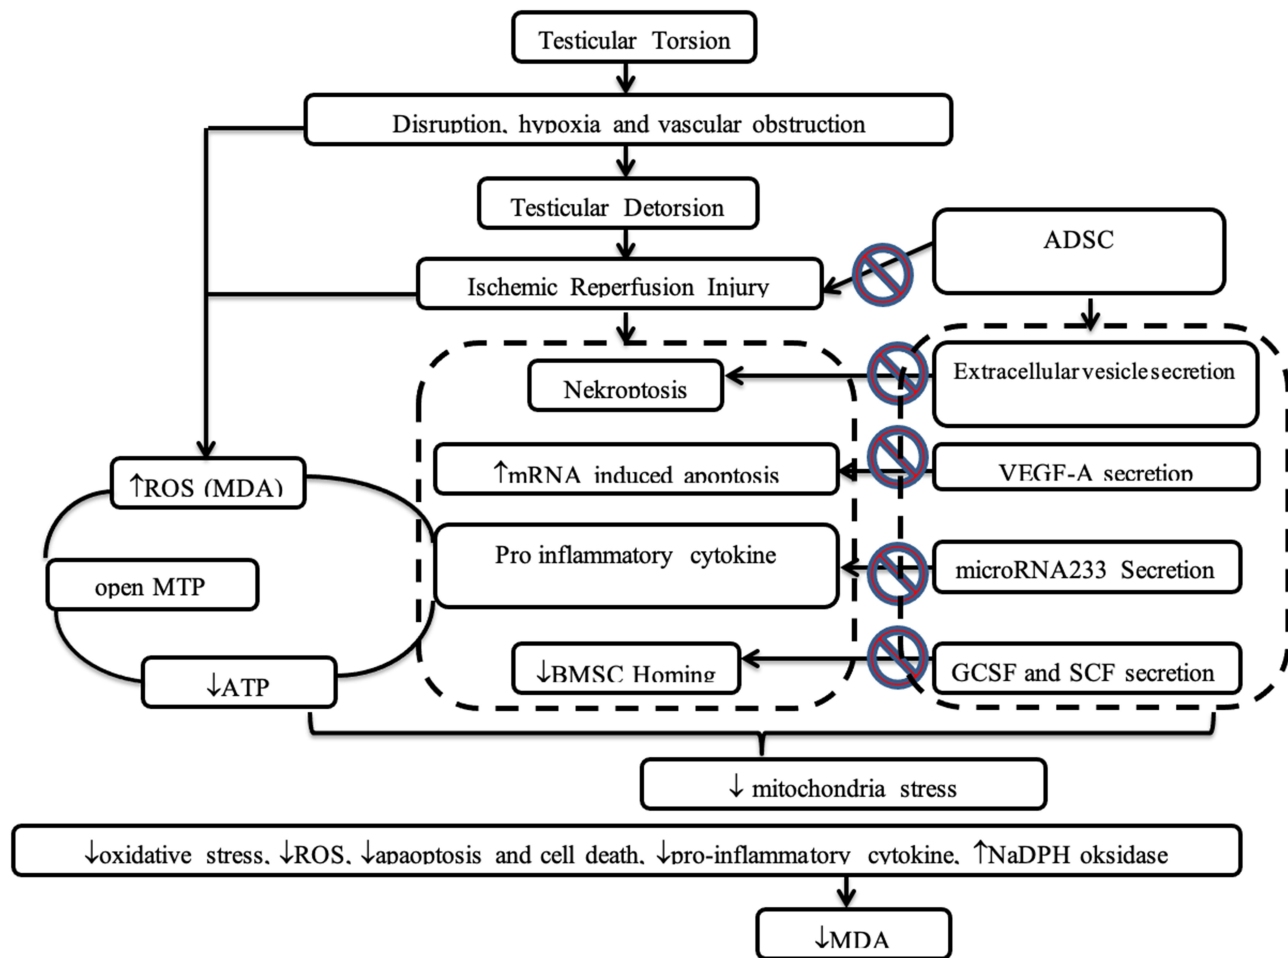 Testicular Torsion
Disruption, hypoxia and vascular obstruction
Testicular Detorsion
ADSC
Ischemic Reperfusion Injury
Nekroptosis
Extracellular vesicle secretion
↑mRNA induced apoptosis
VEGF-A secretion
↑ROS (MDA)
Pro inflammatory cytokine
microRNA233 Secretion
open MTP
↓BMSC Homing
GCSF and SCF secretion
↓ATP
↓ mitochondria stress
↓oxidative stress, ↓ROS, ↓apaoptosis and cell death, ↓pro-inflammatory cytokine, ↑NaDPH oksidase
↓MDA